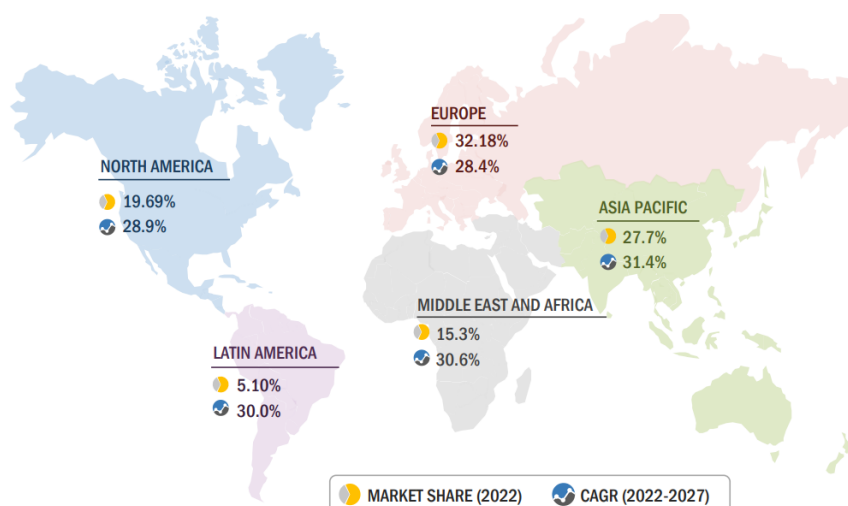 EUROPE
32.18%
28.4%
NORTH AMERICA
19.69%
28.9%
ASIA PACIFIC
27.7%
31.4%
MIDDLE EAST AND AFRICA
15.3%
30.6%
LATIN AMERICA
5.10%
30.0%
MARKET SHARE (2022) CAGR (2022-2027)